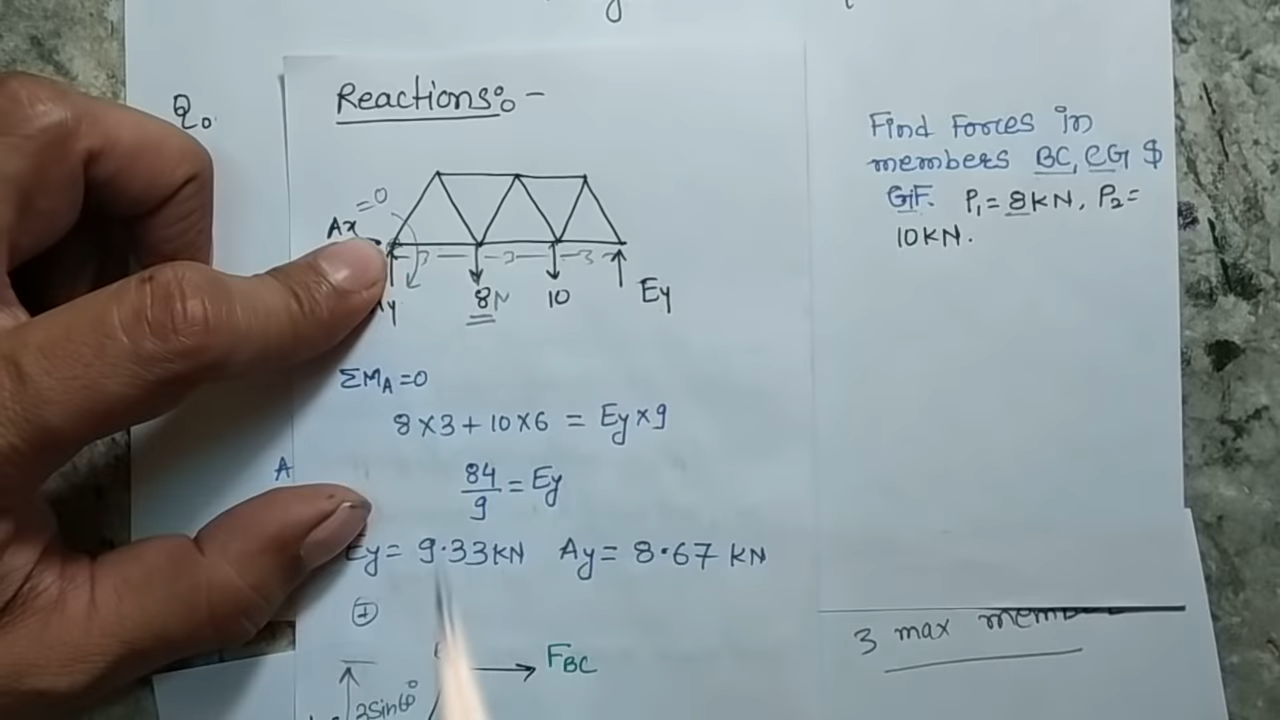 Q.
Reactions:-
=0
Ax
3 3 3
8N 10 Ey
ΣMA=0
8×3+10×6 = Ey×9
A
84/9 = Ey
Ey= 9.33KN Ay= 8.67 KN
I
FBC
3Sin60°
Find Forces in
members BC, CG $
GF. P1= 8KN, P2=
10KN.
3 max